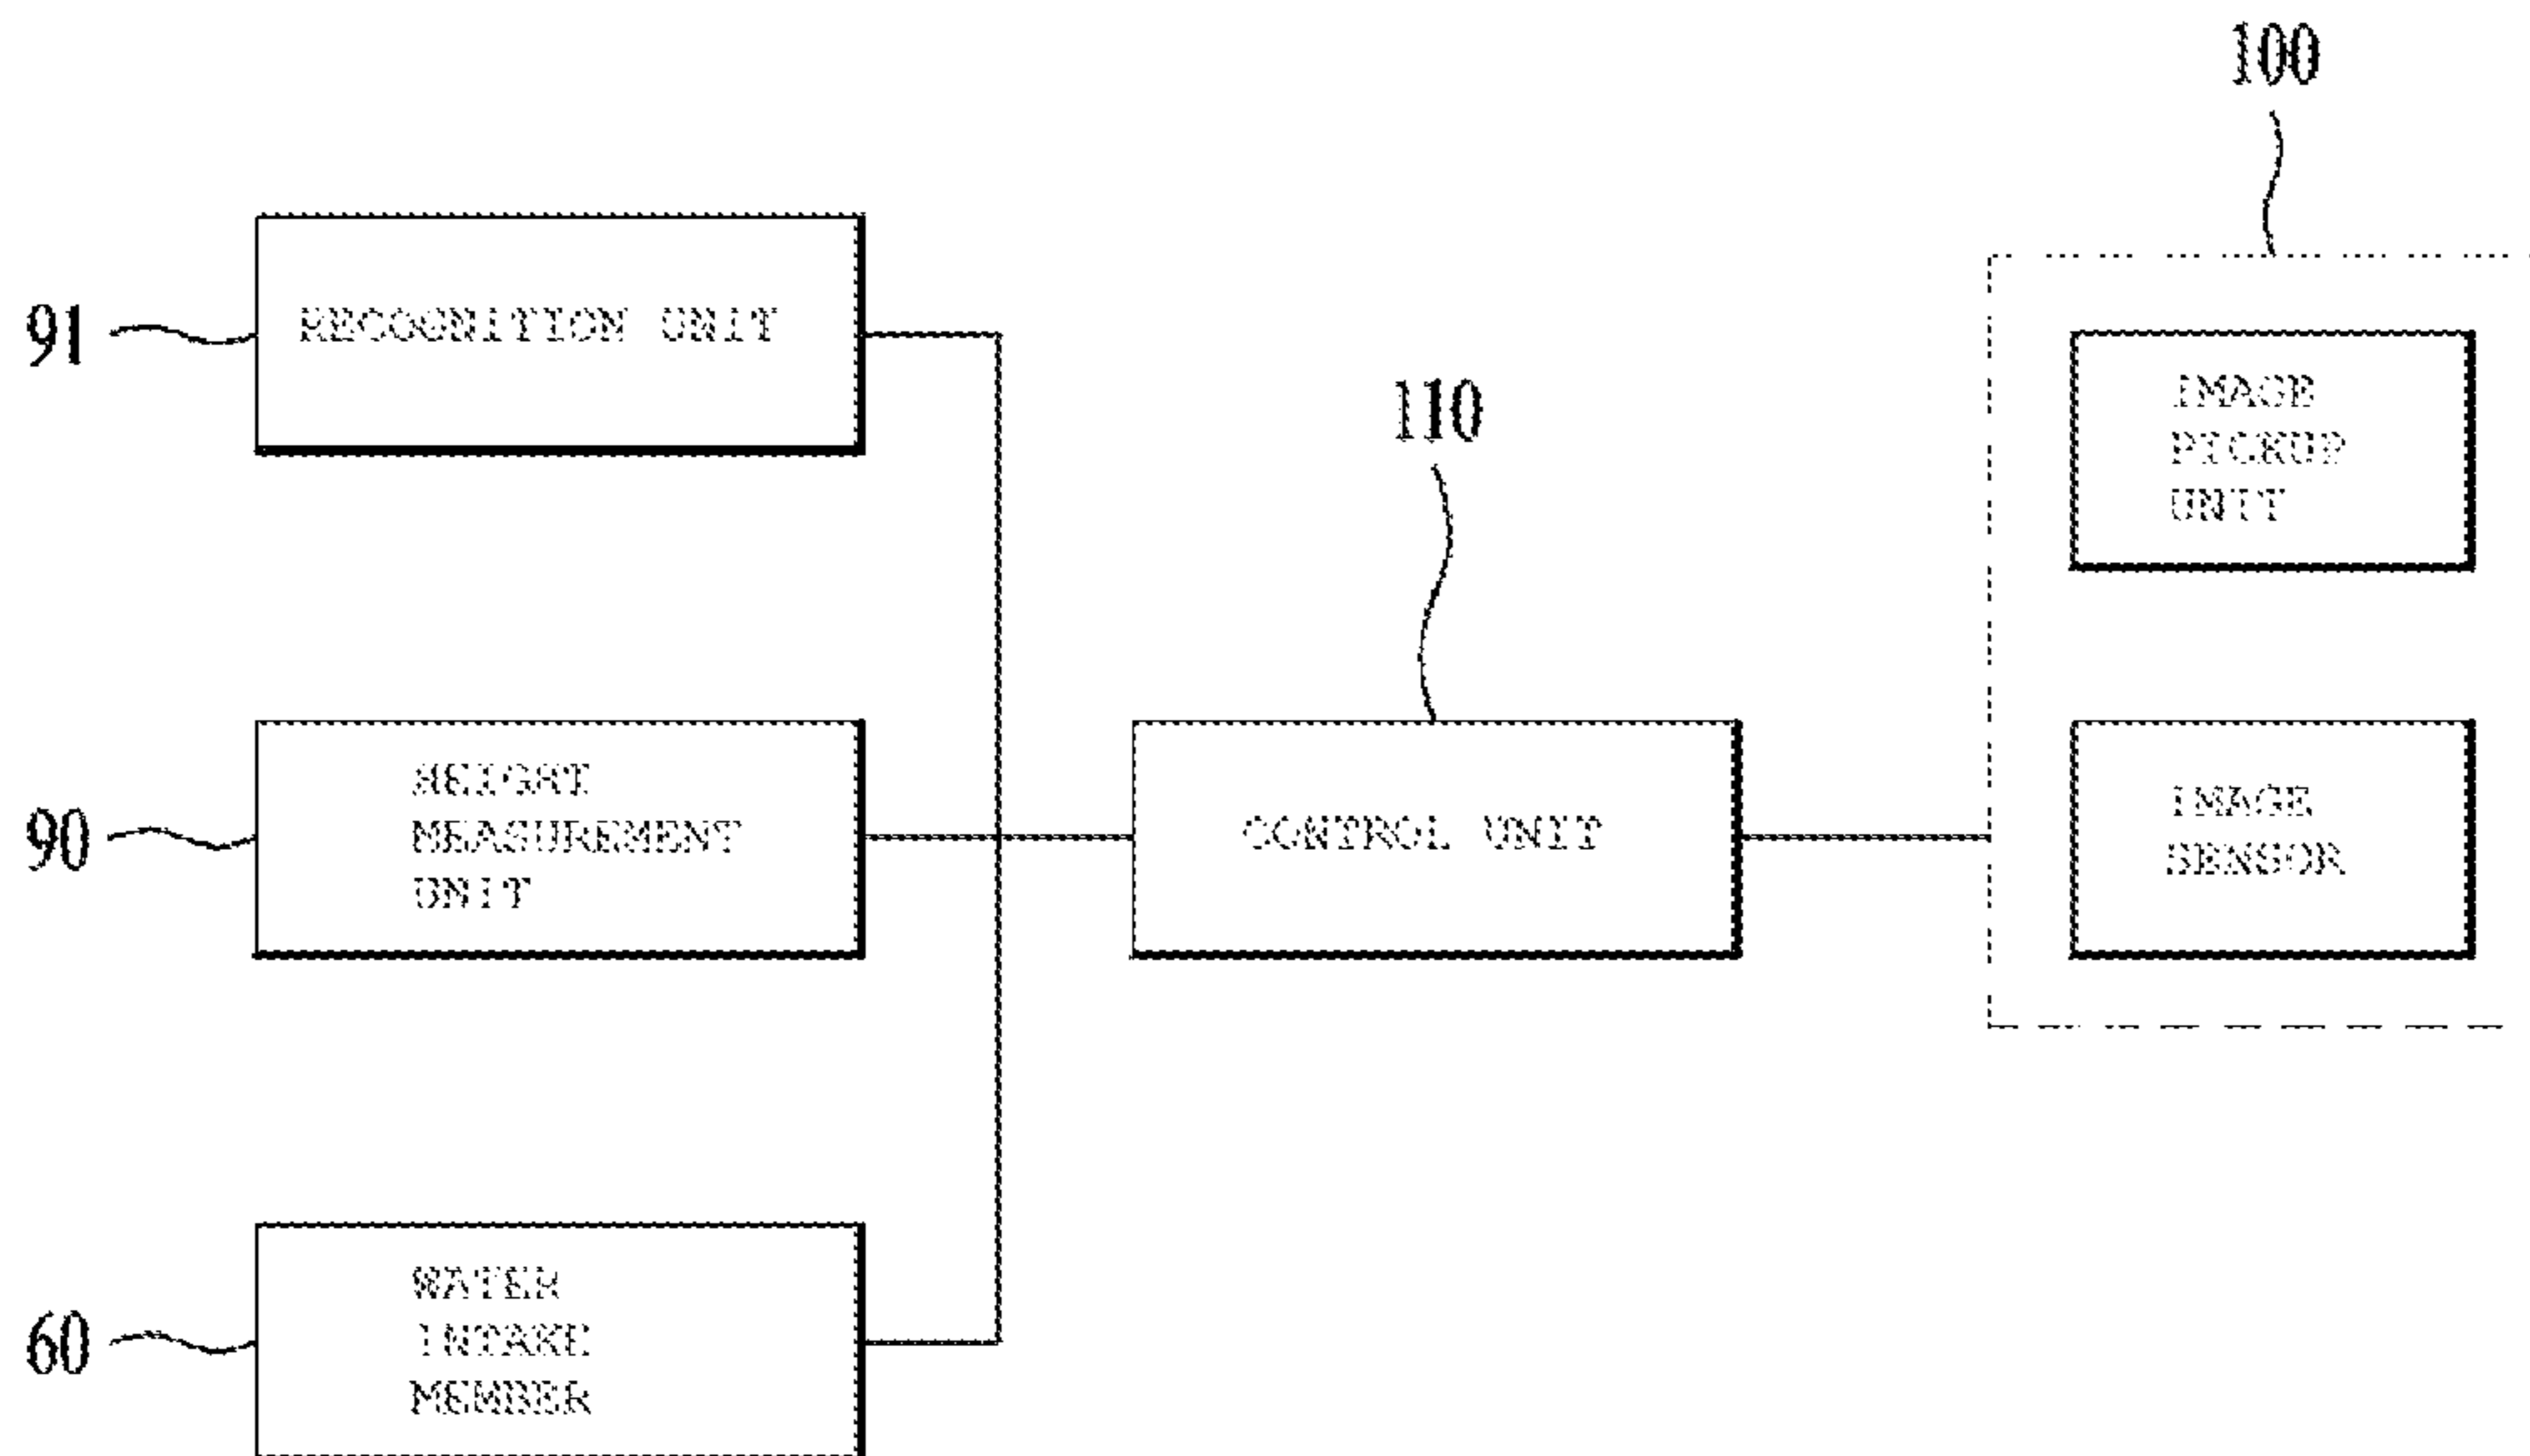 100
91
RECOGNITION UNIT
110
IMAGE
PICKUP
UNIT
90
HEIGHT
MEASUREMENT
UNIT
CONTROL UNIT
IMAGE
SENSOR
60
WATER
INTAKE
MEMBER